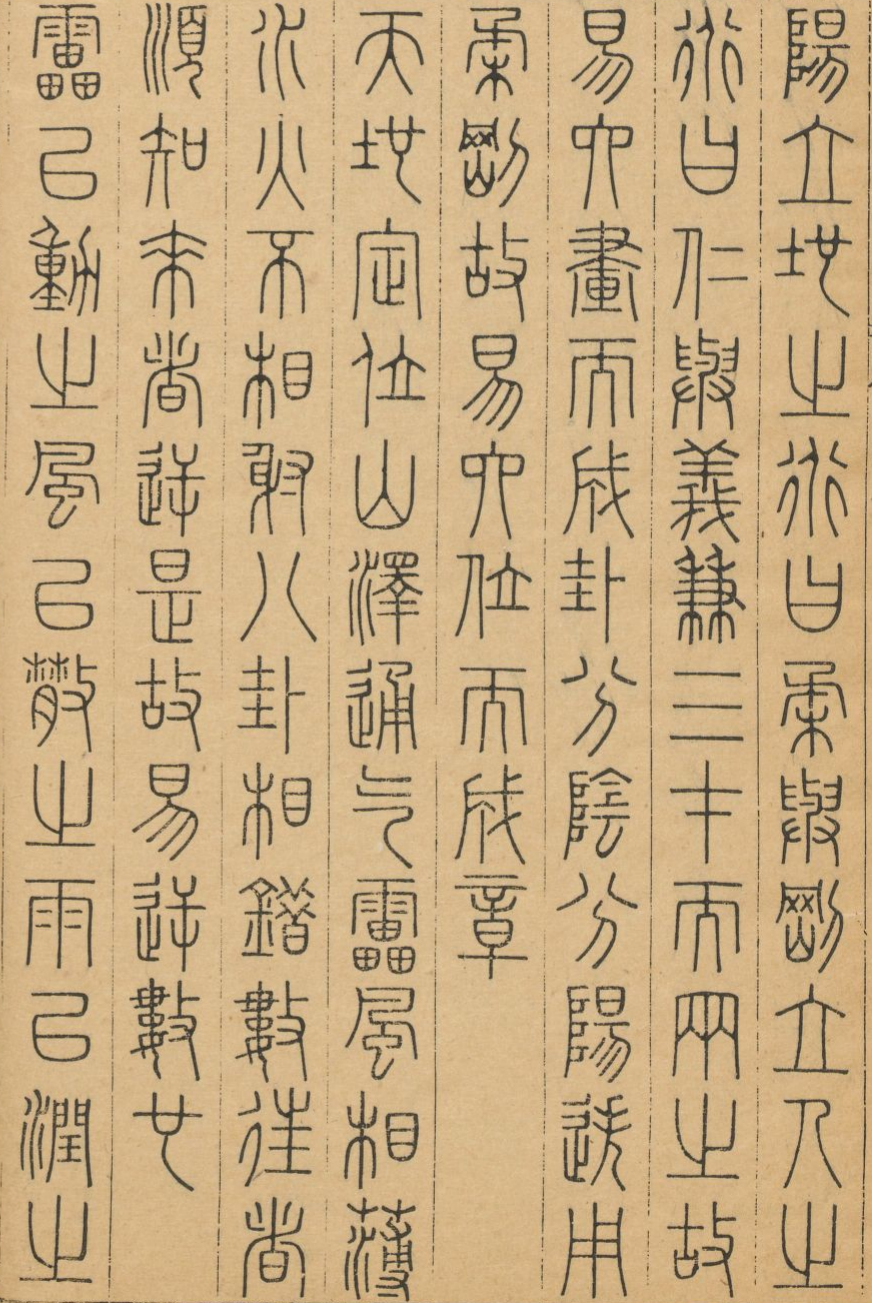 陽立地之道曰柔與剛立人之
道曰仁與義兼三才而兩之故
易六畫而成卦分陰分陽迭用
柔剛故易六位而成章
天地定位山澤通气雷風相薄
水火不相射八卦相錯數往者
順知來者逆是故易逆數也
雷以動之風以散之雨以潤之